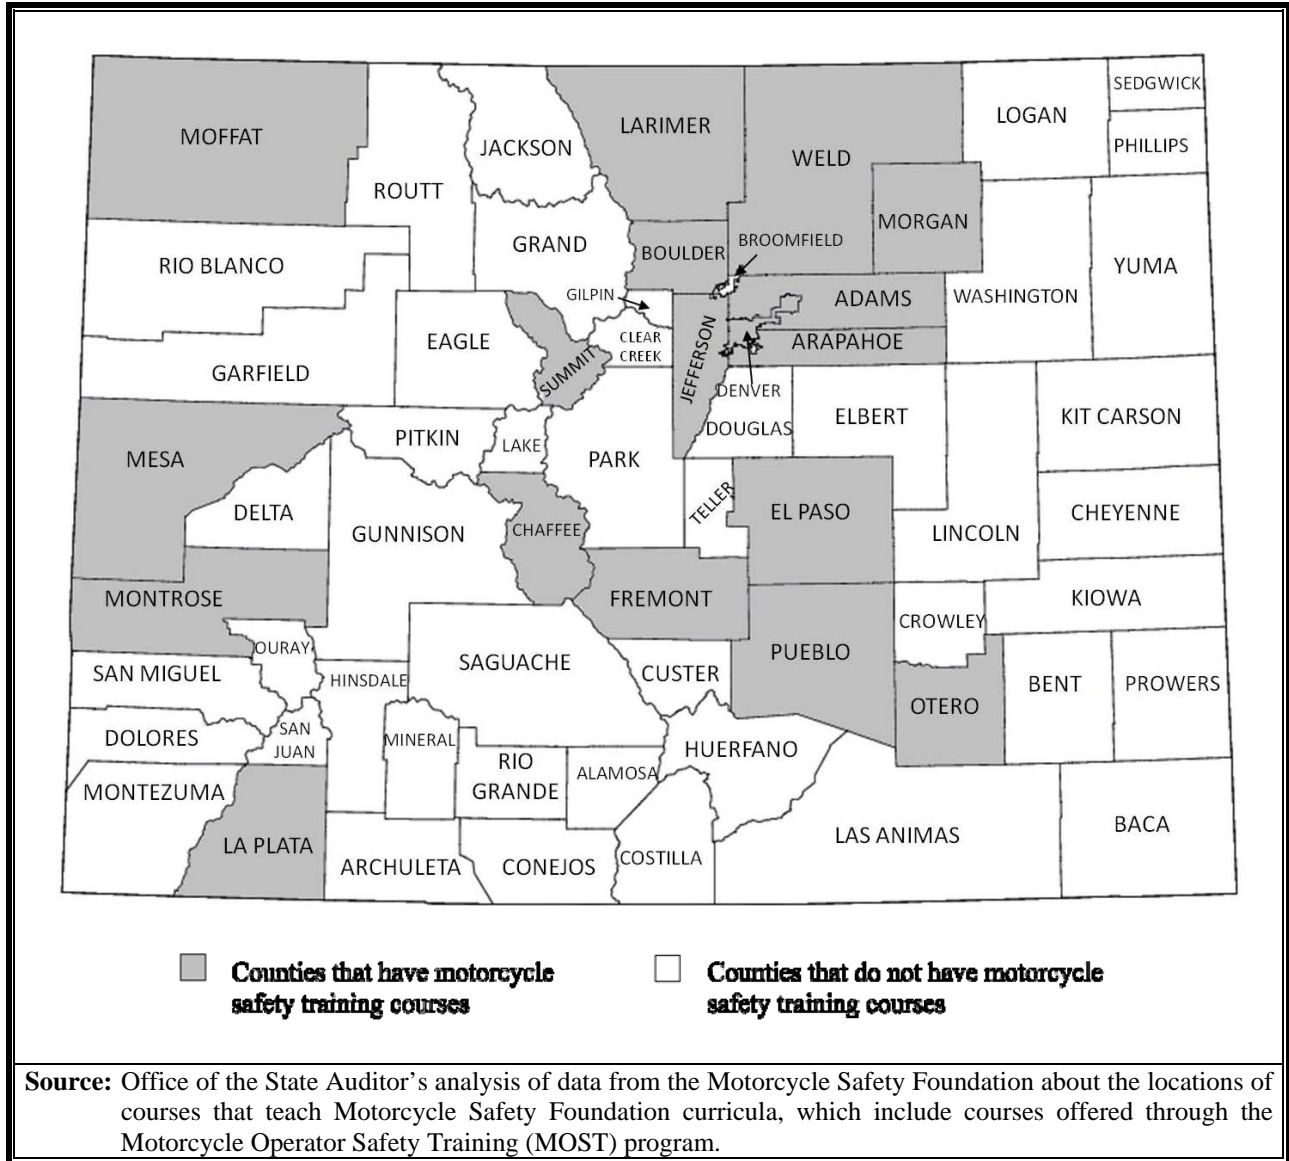 SEDGWICK
LOGAN
LARIMER
MOFFAT
JACKSON
PHILLIPS
WELD
ROUTT
MORGAN
GRAND
BROOMFIELD
BOULDER
RIO BLANCO
YUMA
GILPIN
ADAMS
WASHINGTON
EAGLE
CLEAR
CREEK
ARAPAHOE
JEFFERSON
SUMMIT
GARFIELD
DENVER
ELBERT
KIT CARSON
DOUGLAS
PITKIN
LAKE
MESA
PARK
TELLER
DELTA
EL PASO
CHEYENNE
GUNNISON
CHAFFEE
LINCOLN
MONTROSE
FREMONT
KIOWA
CROWLEY
OURAY
PUEBLO
SAGUACHE
SAN MIGUEL
HINSDALE
CUSTER
BENT
PROWERS
OTERO
DOLORES
SAN
JUAN
MINERAL
HUERFANO
RIO
GRANDE
ALAMOSA
MONTEZUMA
BACA
LAS ANIMAS
LA PLATA
ARCHULETA
CONEJOS
COSTILLA
Counties that have motorcycle
safety training courses
Counties that do not have motorcycle
safety training courses
Source: Office of the State Auditor's analysis of data from the Motorcycle Safety Foundation about the locations of
courses that teach Motorcycle Safety Foundation curricula, which include courses offered through the
Motorcycle Operator Safety Training (MOST) program.